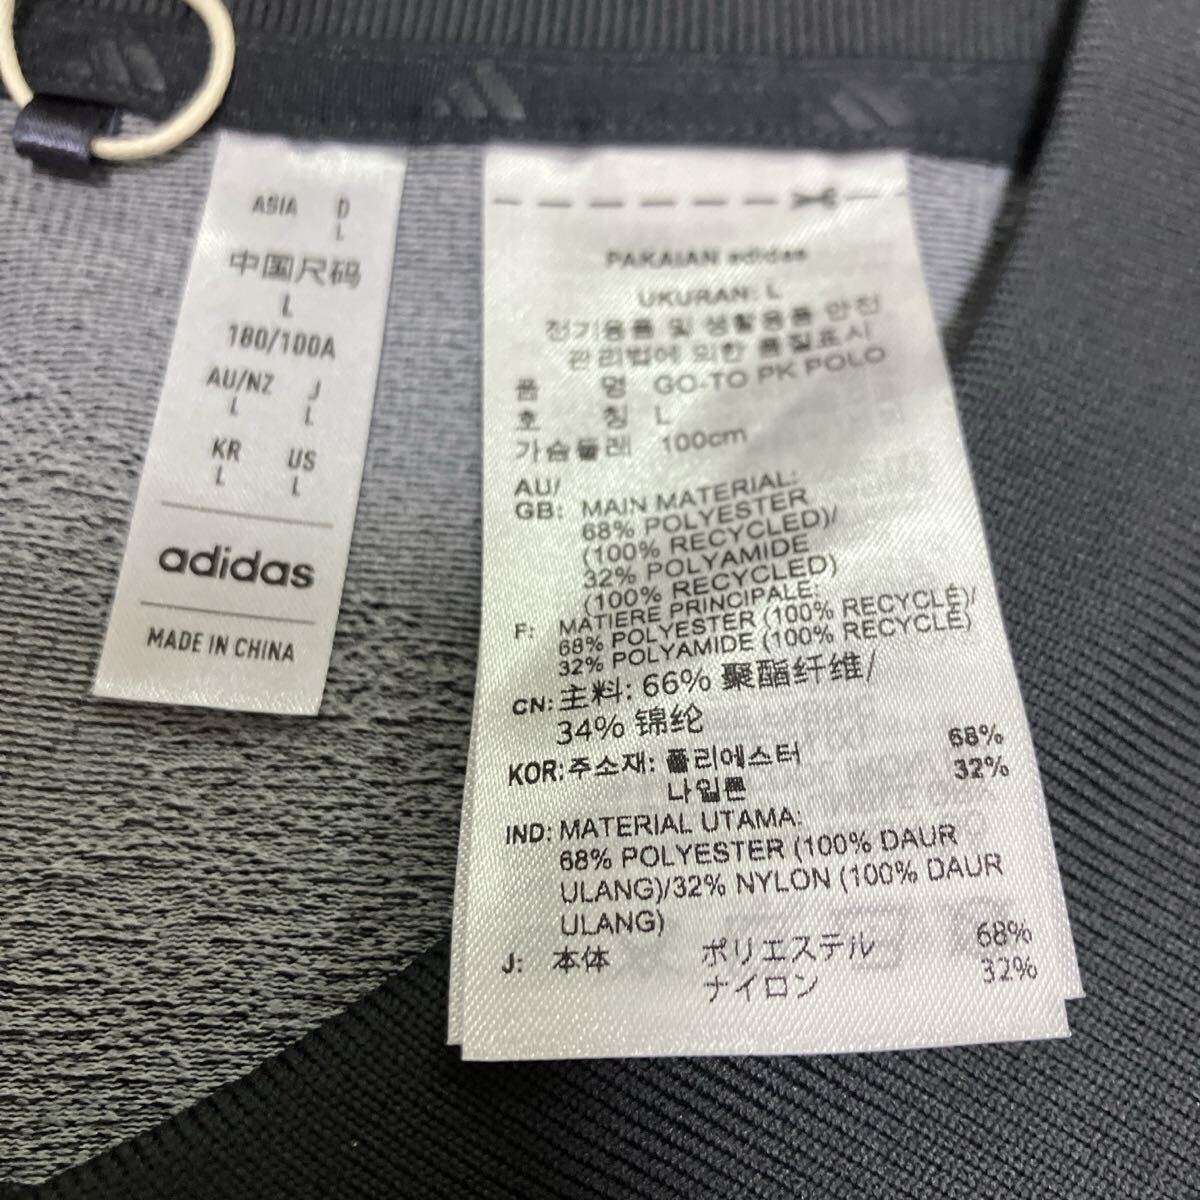 ASIA D
L
中国尺码
L
180/100A
AU/NZ J
L L
KR US
L L
adidas
MADE IN CHINA
PAKAIAN adidas
UKURAN: L
전기용품 및 생활용품 안전
관리법에 의한 품질표시
품 명 GO-TO PK POLO
호 칭 L
가슴둘레 100cm
AU/
GB: MAIN MATERIAL:
68% POLYESTER
(100% RECYCLED)/
32% POLYAMIDE
(100% RECYCLED)
F: MATIERE PRINCIPALE:
68% POLYESTER (100% RECYCLÉ)/
32% POLYAMIDE (100% RECYCLÉ)
CN: 主料: 66% 聚酯纤维/
34% 锦纶
KOR: 주소재: 폴리에스터 68%
나일론 32%
IND: MATERIAL UTAMA:
68% POLYESTER (100% DAUR
ULANG)/32% NYLON (100% DAUR
ULANG)
J: 本体 ポリエステル 68%
ナイロン 32%